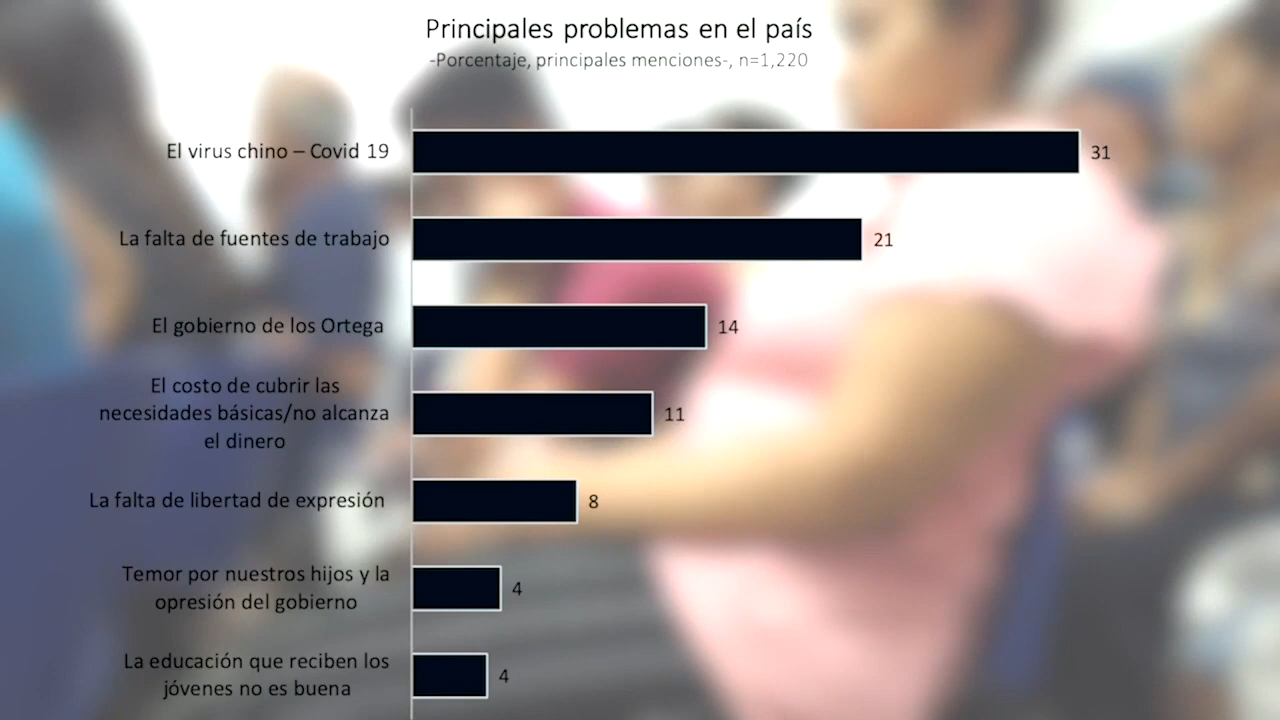 Principales problemas en el país
-Porcentaje, principales menciones-, n=1,220
El virus chino – Covid 19
31
La falta de fuentes de trabajo
21
El gobierno de los Ortega
14
El costo de cubrir las
necesidades básicas/no alcanza
el dinero
11
La falta de libertad de expresión
8
Temor por nuestros hijos y la
opresión del gobierno
4
La educación que reciben los
jóvenes no es buena
4